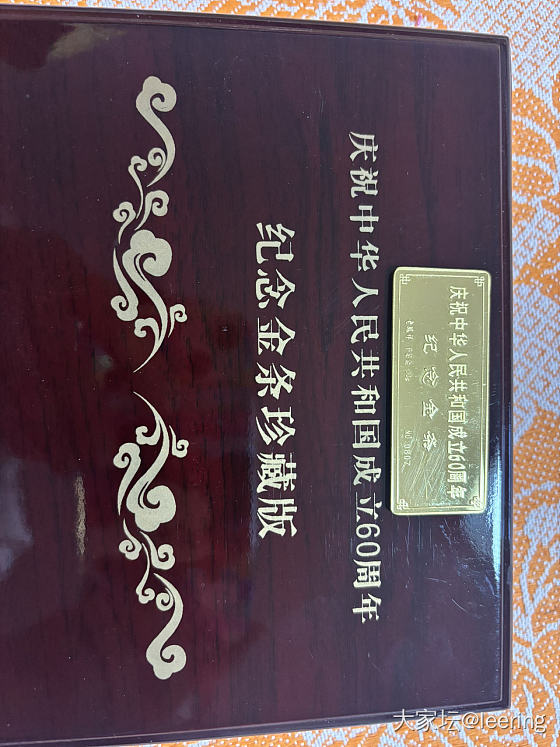 庆祝中华人民共和国成立60周年
纪念金条
NO 0802
庆祝中华人民共和国成立60周年
纪念金条珍藏版
大家坛@leering